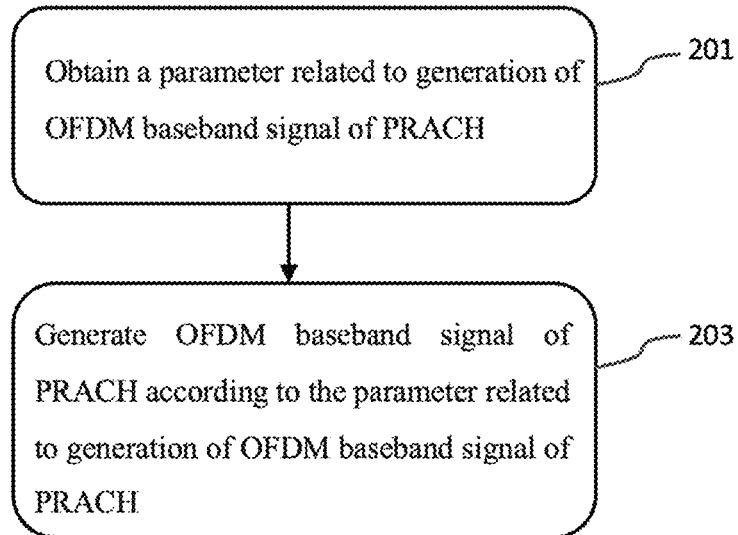 Obtain a parameter related to generation of
OFDM baseband signal of PRACH
201
Generate OFDM baseband signal of
PRACH according to the parameter related
to generation of OFDM baseband signal of
PRACH
203